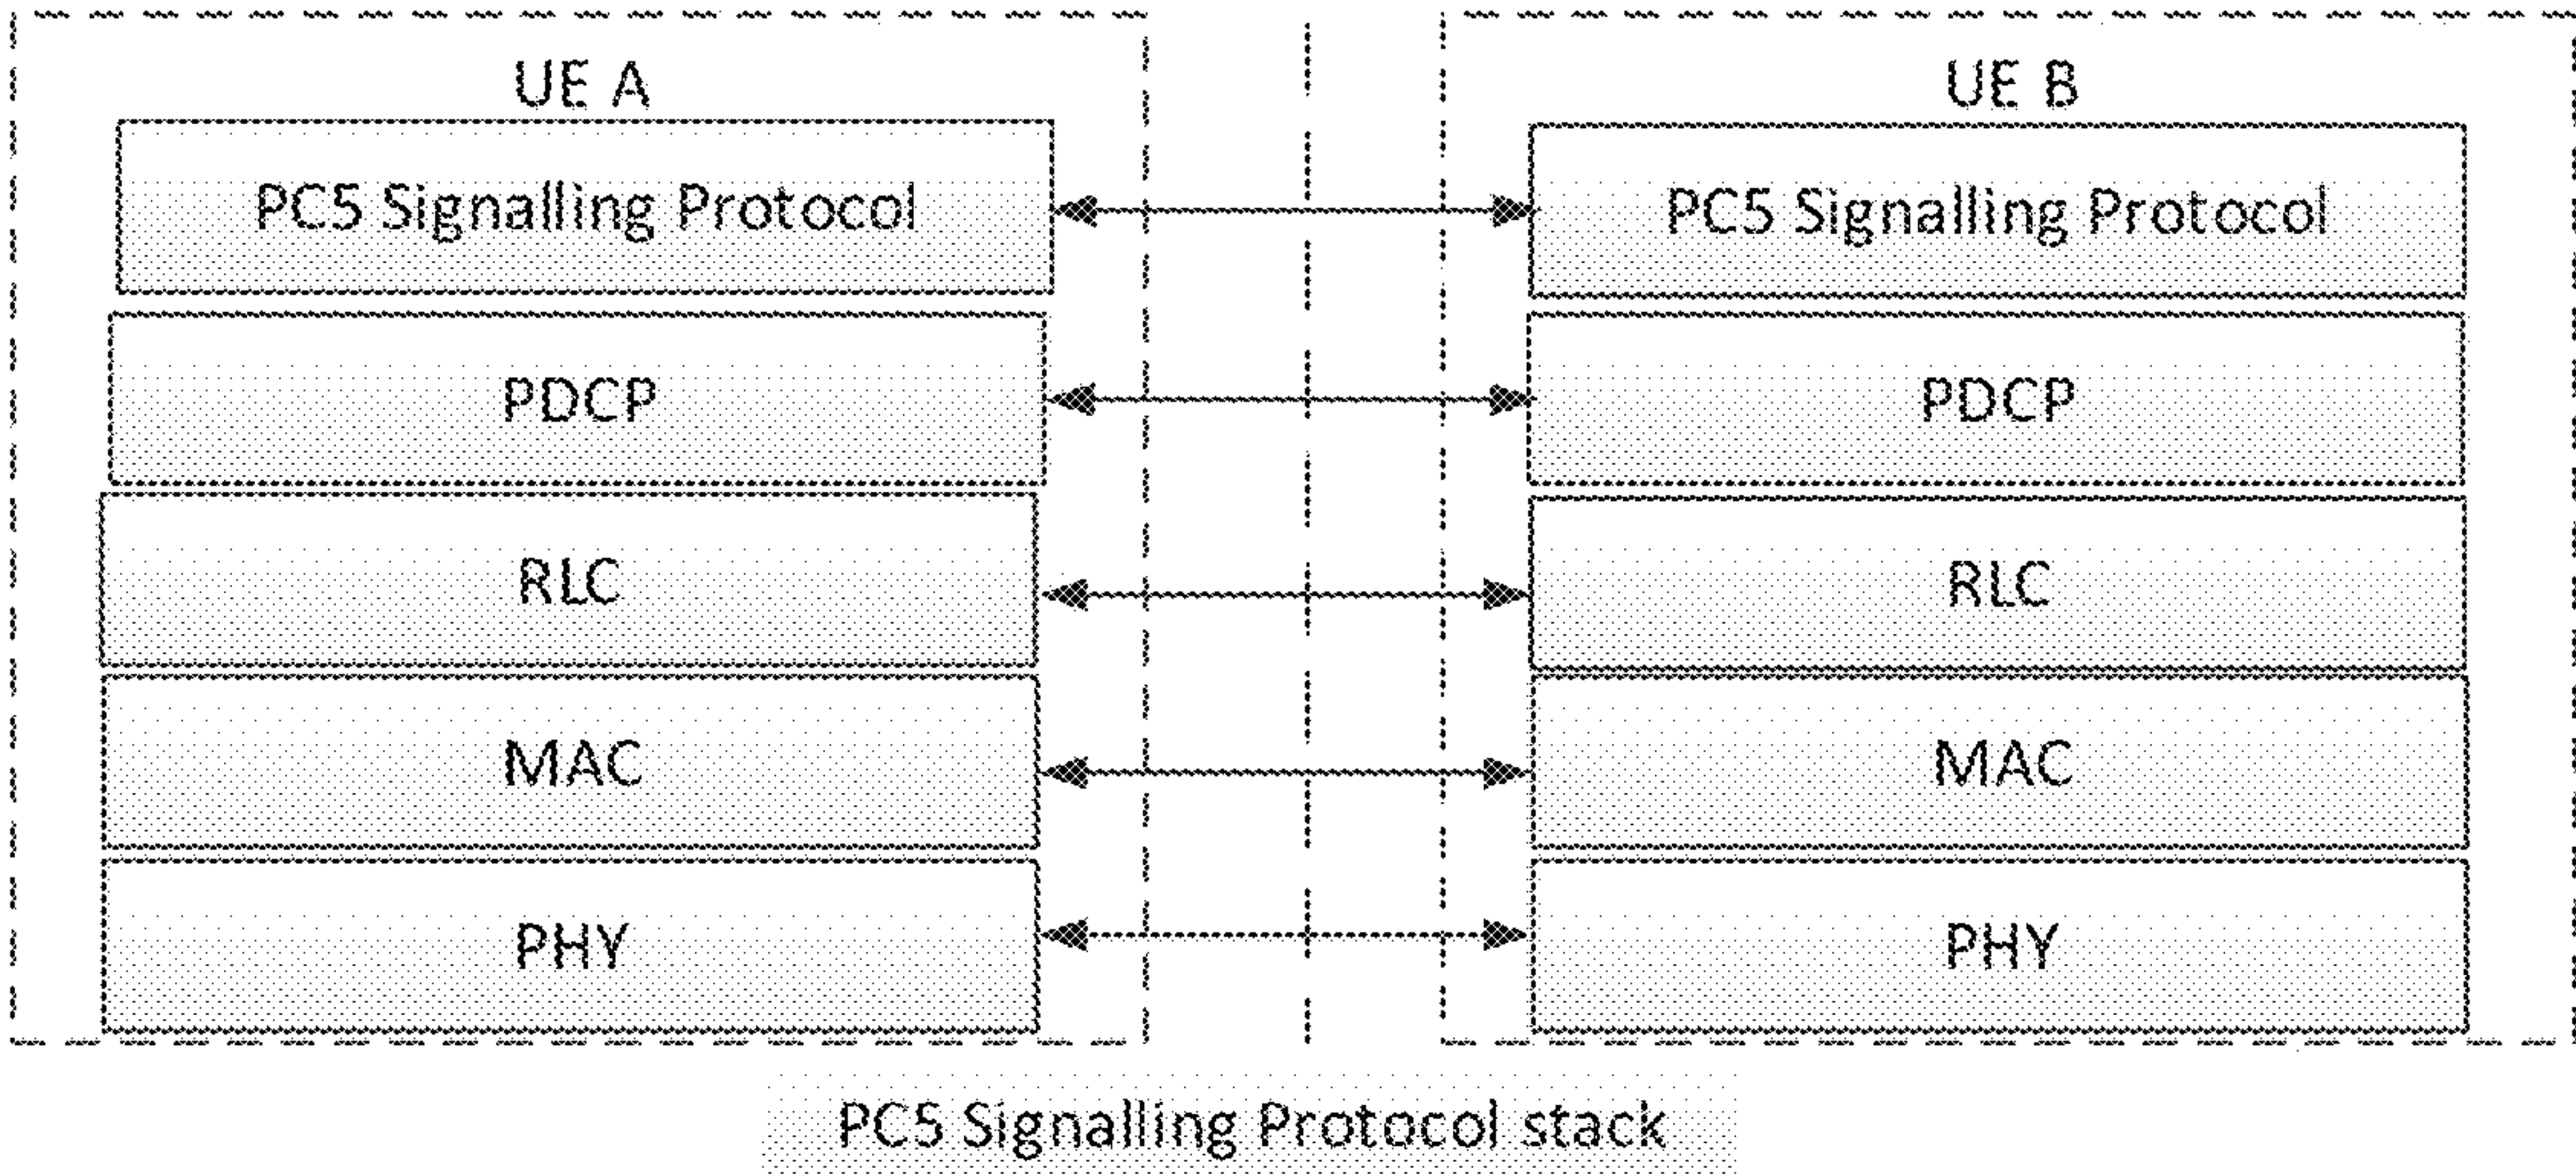 UE A
UE B
PC5 Signalling Protocol
PC5 Signalling Protocol
PDCP
PDCP
RLC
RLC
MAC
MAC
PHY
PHY
PC5 Signalling Protocol stack